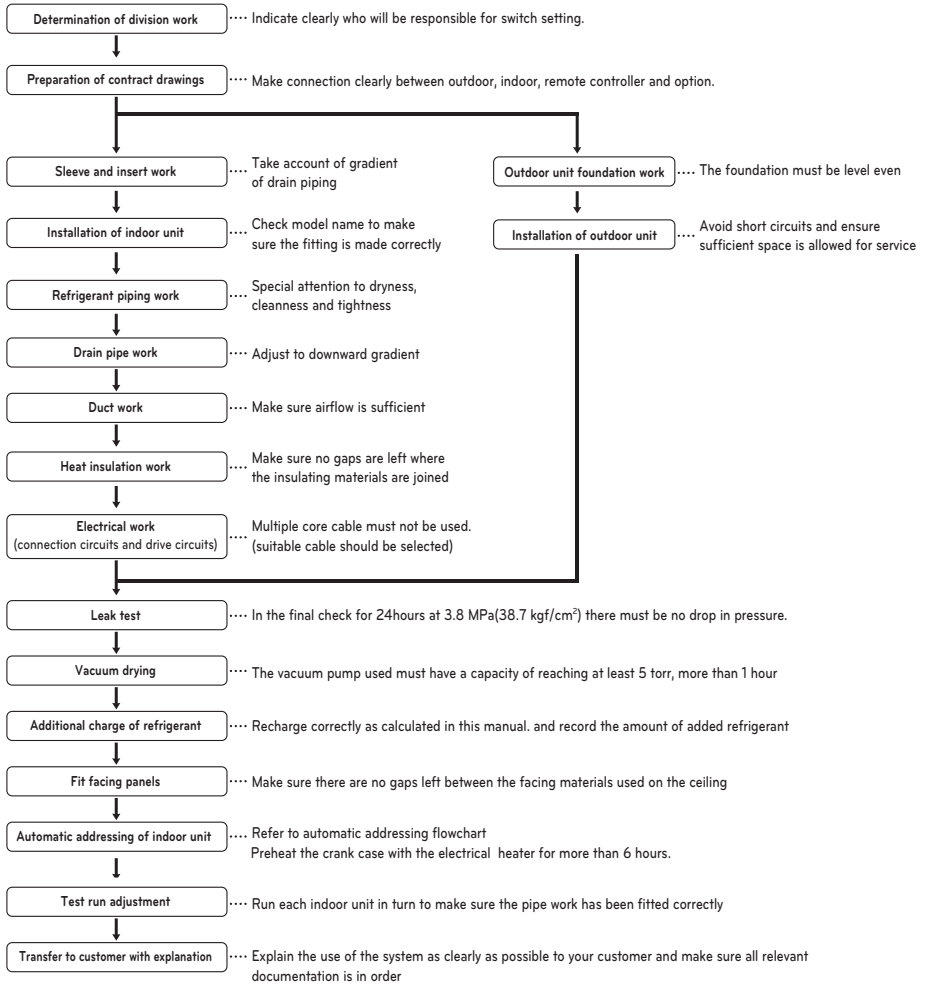 Determination of division work
···· Indicate clearly who will be responsible for switch setting.
Preparation of contract drawings
···· Make connection clearly between outdoor, indoor, remote controller and option.
Sleeve and insert work
···· Take account of gradient
of drain piping
Outdoor unit foundation work
···· The foundation must be level even
Installation of indoor unit
···· Check model name to make
sure the fitting is made correctly
Installation of outdoor unit
···· Avoid short circuits and ensure
sufficient space is allowed for service
Refrigerant piping work
···· Special attention to dryness,
cleanness and tightness
Drain pipe work
···· Adjust to downward gradient
Duct work
···· Make sure airflow is sufficient
Heat insulation work
···· Make sure no gaps are left where
the insulating materials are joined
Electrical work
(connection circuits and drive circuits)
···· Multiple core cable must not be used.
(suitable cable should be selected)
Leak test
···· In the final check for 24hours at 3.8 MPa(38.7 kgf/cm²) there must be no drop in pressure.
Vacuum drying
···· The vacuum pump used must have a capacity of reaching at least 5 torr, more than 1 hour
Additional charge of refrigerant
···· Recharge correctly as calculated in this manual. and record the amount of added refrigerant
Fit facing panels
···· Make sure there are no gaps left between the facing materials used on the ceiling
Automatic addressing of indoor unit
···· Refer to automatic addressing flowchart
Preheat the crank case with the electrical heater for more than 6 hours.
Test run adjustment
···· Run each indoor unit in turn to make sure the pipe work has been fitted correctly
Transfer to customer with explanation
···· Explain the use of the system as clearly as possible to your customer and make sure all relevant
documentation is in order